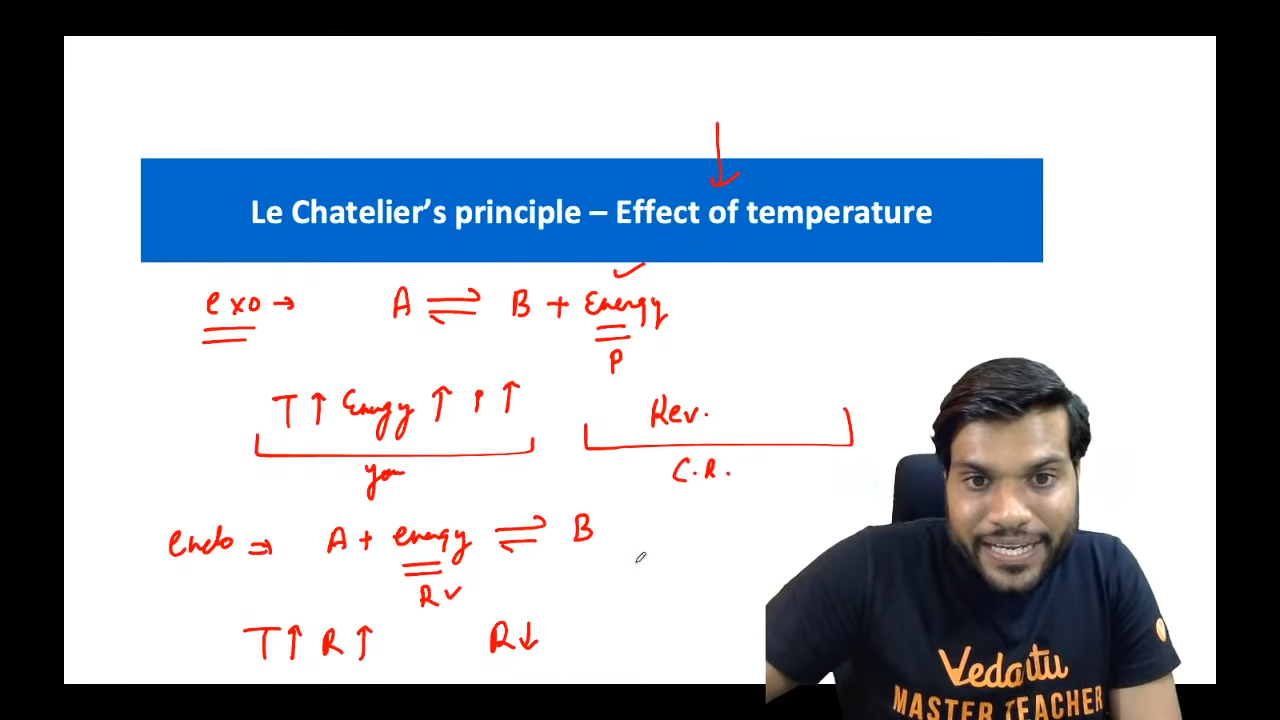 Le Chatelier’s principle – Effect of temperature
exo → A ⇌ B + Energy
P
T ↑ Energy ↑ P ↑ Rev.
you C.R.
endo ⇒ A + energy ⇌ B
R ✓
T ↑ R ↑ R ↓
Vedantu
MASTER TEACHER